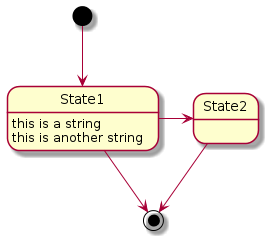 State1
this is a string
this is another string
State2